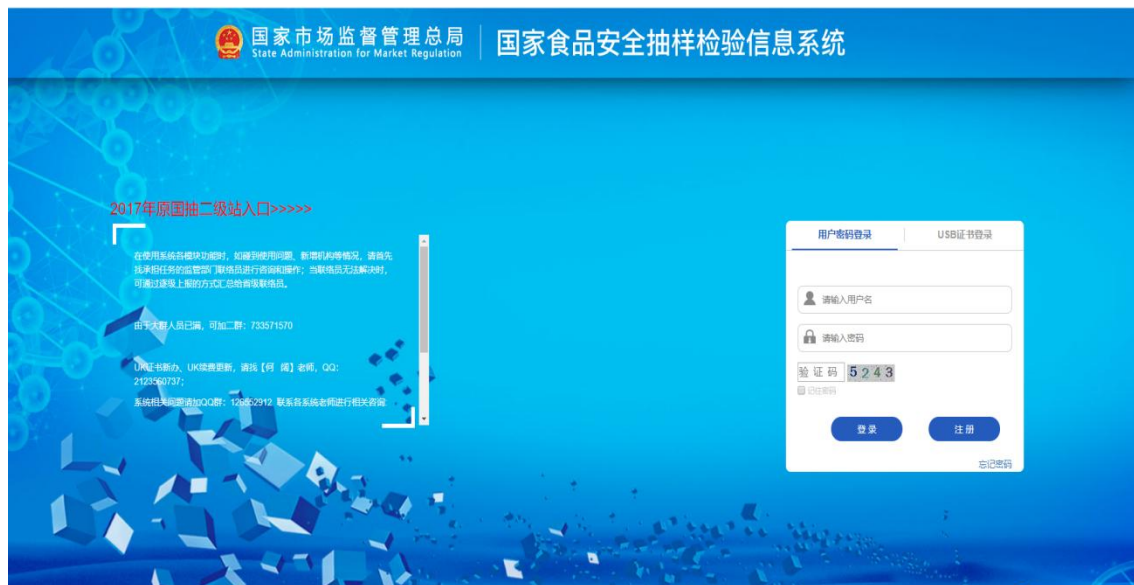 国家市场监督管理总局
State Administration for Market Regulation
国家食品安全抽样检验信息系统
2017年原国抽二级站入口>>>>>
在使用系统各模块功能时，如碰到使用问题、新增机构等情况，请首先
找承担任务的监管部门联络员进行咨询和操作；当联络员无法解决时，
可通过逐级上报的方式汇总给省级联络员。
由于大群人员已满，可加二群：733571570
UK证书新办、UK续费更新，请找【何 阔】老师，QQ：
2123560737；
系统相关问题请加QQ群：126652912 联系各系统老师进行相关咨询
用户密码登录
USB证书登录
请输入用户名
请输入密码
验证码 5243
记住密码
登录
注册
忘记密码